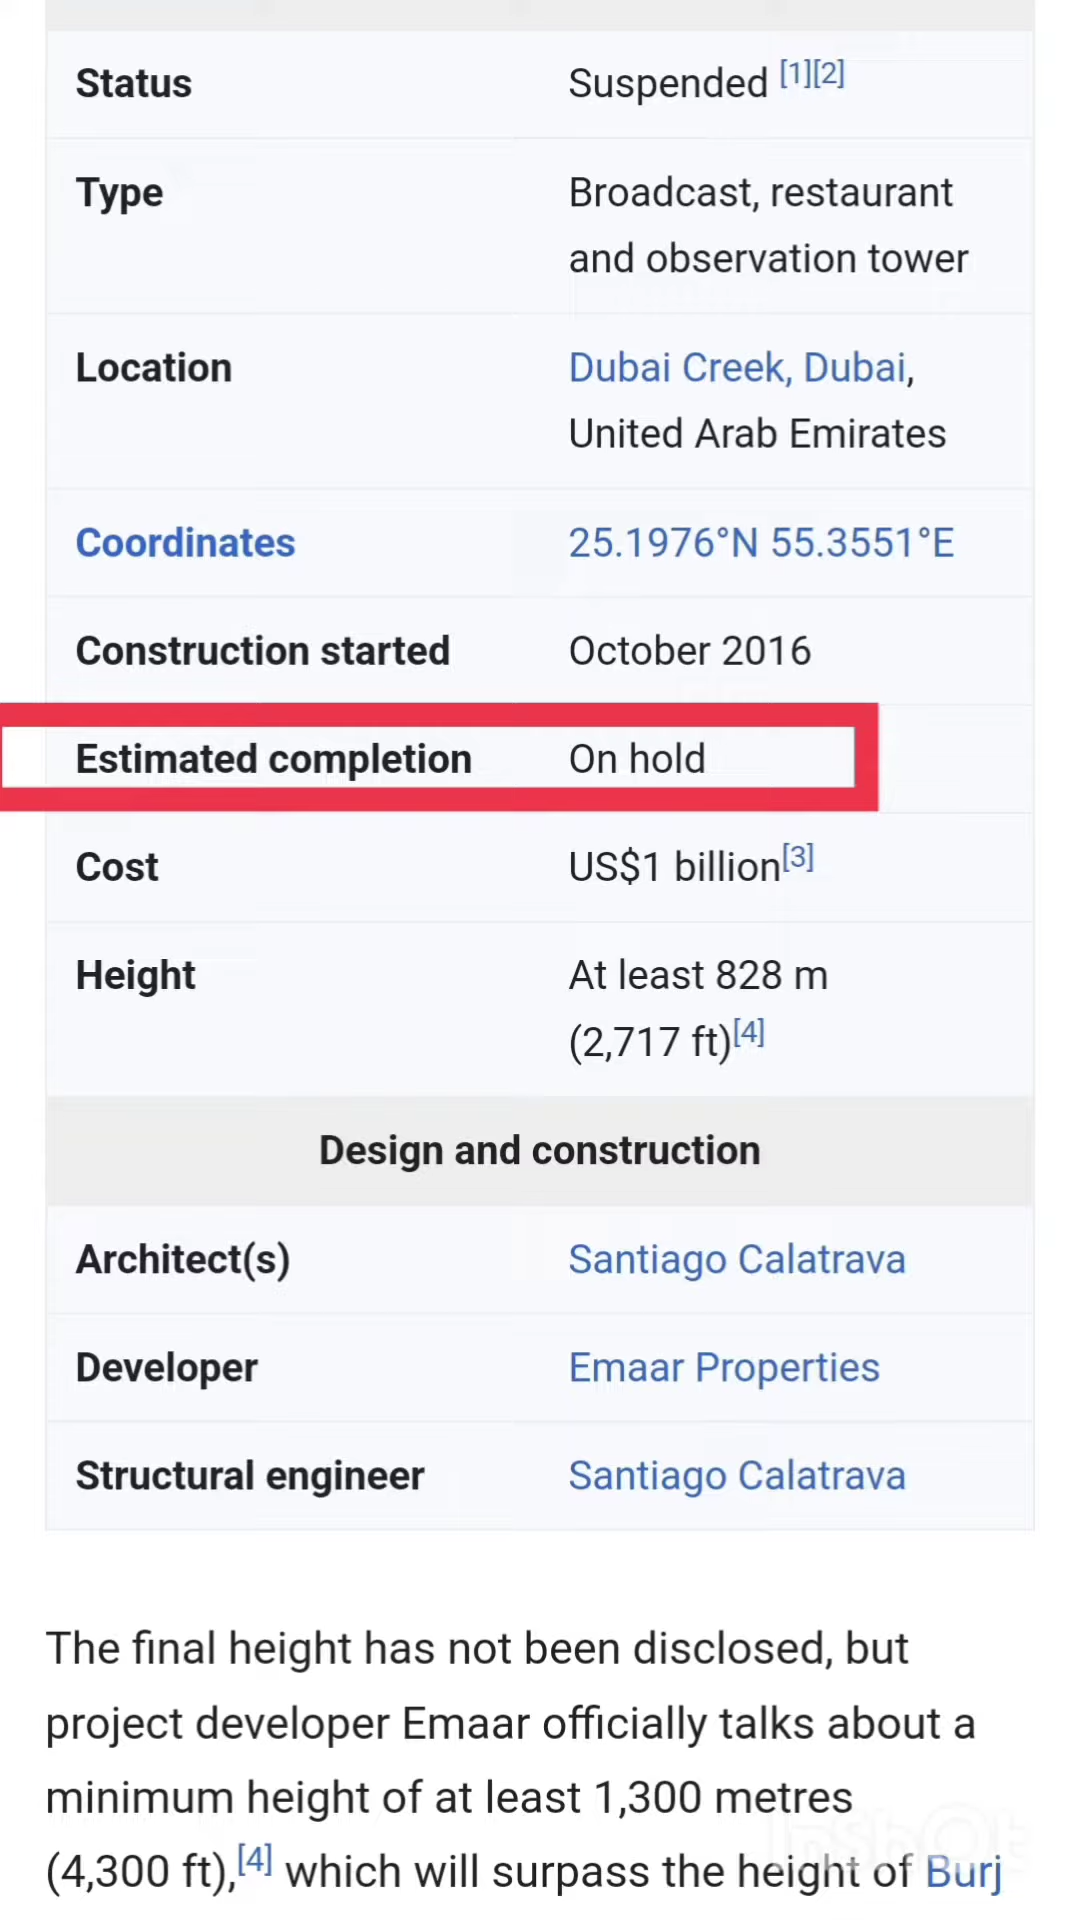 Status Suspended [1][2]
Type Broadcast, restaurant
and observation tower
Location Dubai Creek, Dubai,
United Arab Emirates
Coordinates 25.1976°N 55.3551°E
Construction started October 2016
Estimated completion On hold
Cost US$1 billion[3]
Height At least 828 m
(2,717 ft)[4]
Design and construction
Architect(s) Santiago Calatrava
Developer Emaar Properties
Structural engineer Santiago Calatrava
The final height has not been disclosed, but
project developer Emaar officially talks about a
minimum height of at least 1,300 metres
(4,300 ft),[4] which will surpass the height of Burj
InShOt